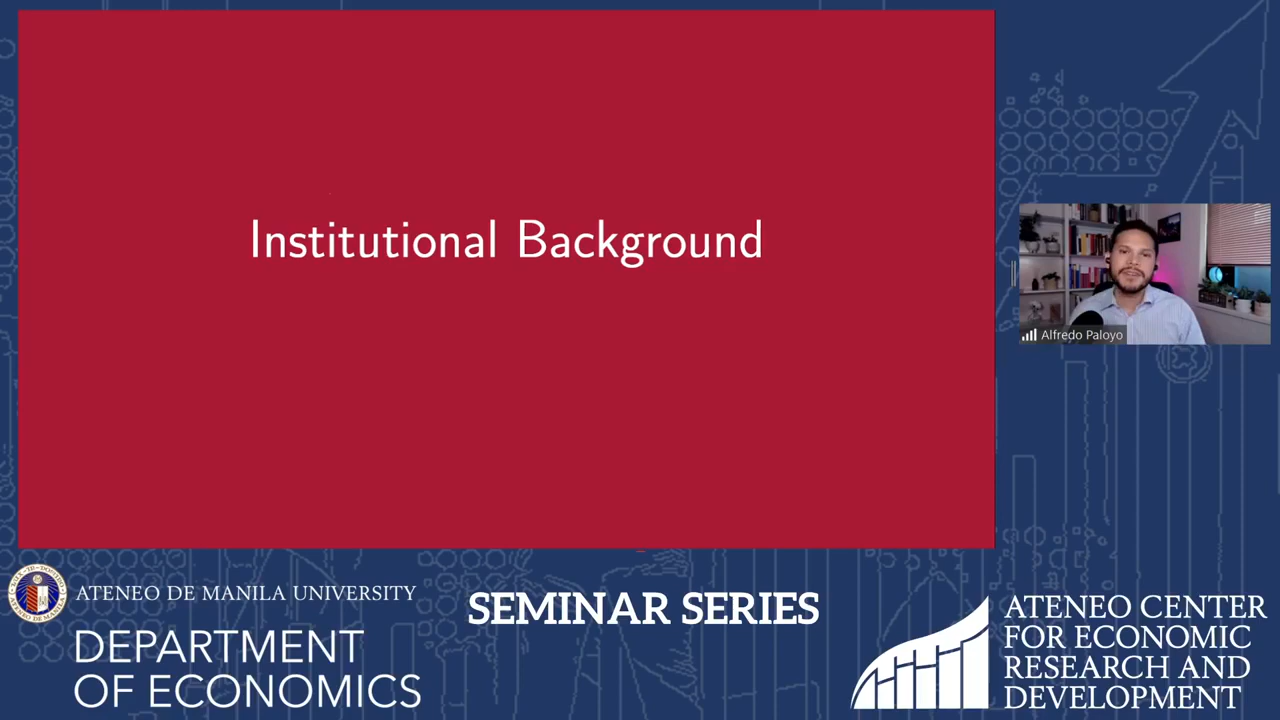 Institutional Background
Alfredo Paloyo
ATENEO DE MANILA UNIVERSITY
DEPARTMENT
OF ECONOMICS
SEMINAR SERIES
ATENEO CENTER
FOR ECONOMIC
RESEARCH AND
DEVELOPMENT